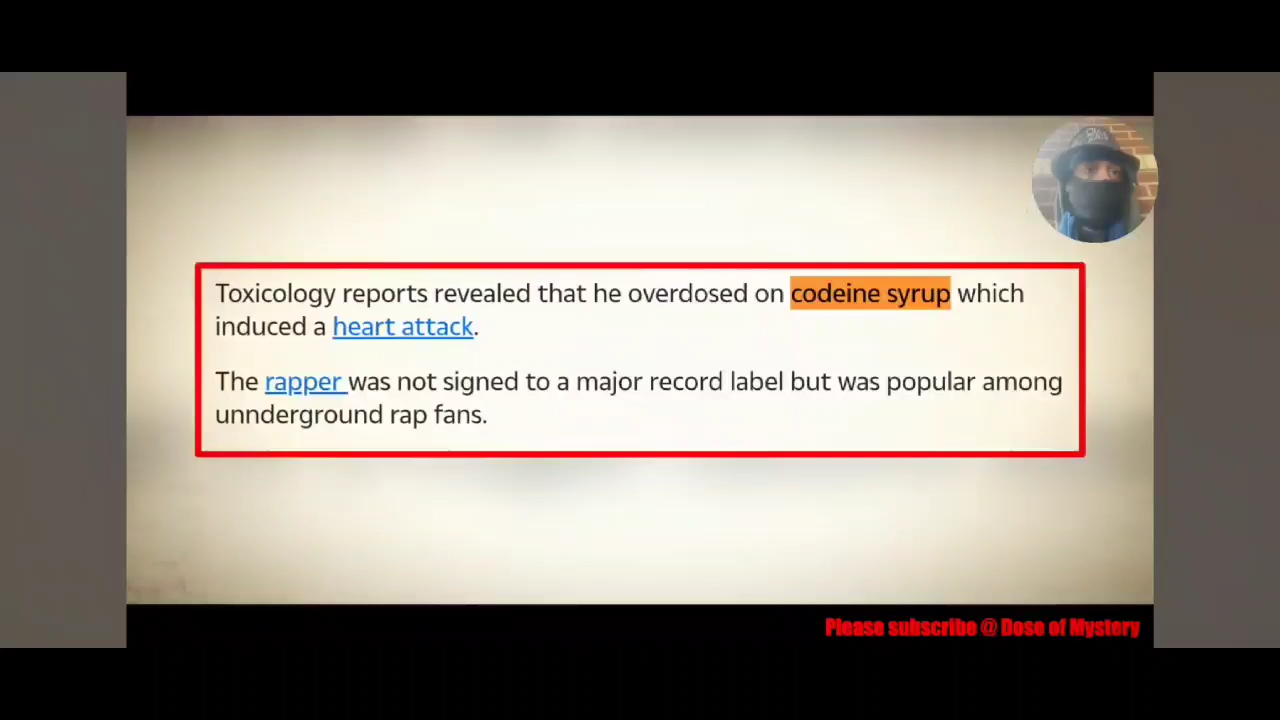 Toxicology reports revealed that he overdosed on codeine syrup which
induced a heart attack.
The rapper was not signed to a major record label but was popular among
unnderground rap fans.
Please subscribe @ Dose of Mystery